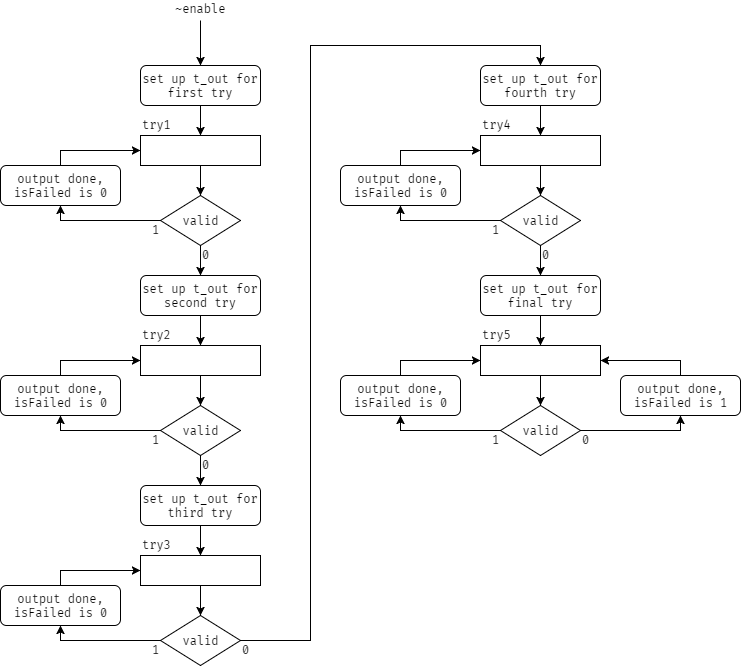 ~enable
set up t_out for
first try
try1
output done,
isFailed is 0
valid
1
0
set up t_out for
second try
try2
output done,
isFailed is 0
valid
1
0
set up t_out for
third try
try3
output done,
isFailed is 0
valid
1
0
set up t_out for
fourth try
try4
output done,
isFailed is 0
valid
1
0
set up t_out for
final try
try5
output done,
isFailed is 0
valid
1
0
output done,
isFailed is 1